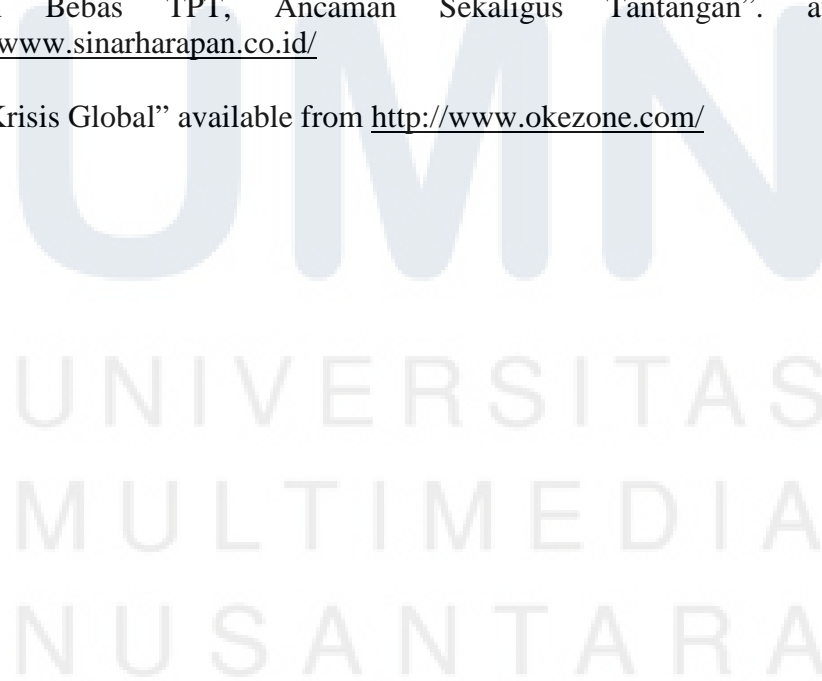 Bebas TPT, Ancaman Sekaligus Tantangan”. a
www.sinarharapan.co.id/
Krisis Global” available from http://www.okezone.com/
UMN
UNIVERSITAS
MULTIMEDIA
NUSANTARA